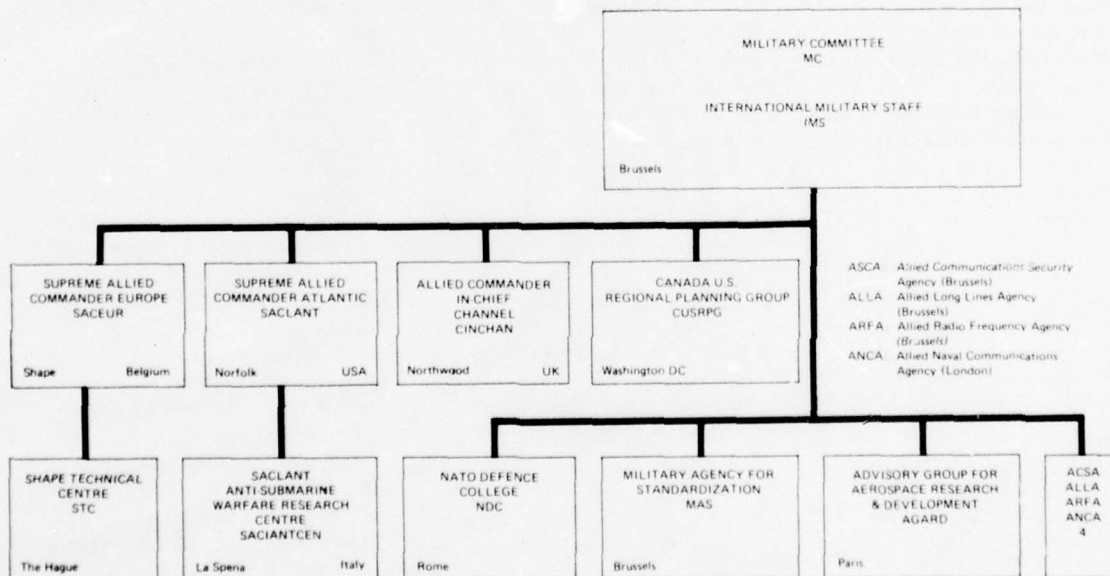 MILITARY COMMITTEE
MC
INTERNATIONAL MILITARY STAFF
IMS
Brussels
SUPREME ALLIED
COMMANDER EUROPE
SACEUR
Shape Belgium
SUPREME ALLIED
COMMANDER ATLANTIC
SACLANT
Norfolk USA
ALLIED COMMANDER
IN CHIEF
CHANNEL
CINCHAN
Northwood UK
CANADA U.S.
REGIONAL PLANNING GROUP
CUSRPG
Washington DC
ASCA: Allied Communications Security
Agency (Brussels)
ALLA: Allied Long Lines Agency
(Brussels)
ARFA: Allied Radio Frequency Agency
(Brussels)
ANCA: Allied Naval Communications
Agency (London)
SHAPE TECHNICAL
CENTRE
STC
The Hague
SACLANT
ANTI SUBMARINE
WARFARE RESEARCH
CENTRE
SACIANTCEN
La Spena Italy
NATO DEFENCE
COLLEGE
NDC
Rome
MILITARY AGENCY FOR
STANDARDIZATION
MAS
Brussels
ADVISORY GROUP FOR
AEROSPACE RESEARCH
& DEVELOPMENT
AGARD
Paris
ACSA
ALLA
ARFA
ANCA
4